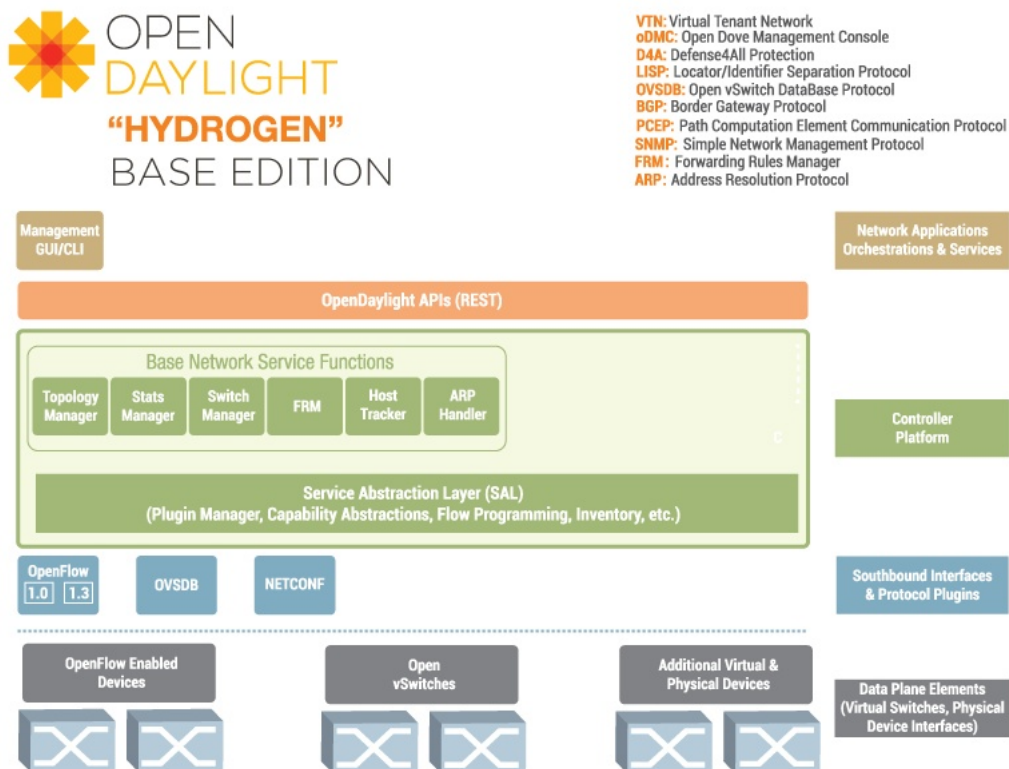 OPEN
DAYLIGHT
“HYDROGEN”
BASE EDITION
VTN: Virtual Tenant Network
oDMC: Open Dove Management Console
D4A: Defense4All Protection
LISP: Locator/Identifier Separation Protocol
OVSDB: Open vSwitch DataBase Protocol
BGP: Border Gateway Protocol
PCEP: Path Computation Element Communication Protocol
SNMP: Simple Network Management Protocol
FRM: Forwarding Rules Manager
ARP: Address Resolution Protocol
Management
GUI/CLI
Network Applications
Orchestrations & Services
OpenDaylight APIs (REST)
Base Network Service Functions
Topology
Manager
Stats
Manager
Switch
Manager
FRM
Host
Tracker
ARP
Handler
C
Controller
Platform
Service Abstraction Layer (SAL)
(Plugin Manager, Capability Abstractions, Flow Programming, Inventory, etc.)
OpenFlow
1.0 1.3
OVSDB
NETCONF
Southbound Interfaces
& Protocol Plugins
OpenFlow Enabled
Devices
Open
vSwitches
Additional Virtual &
Physical Devices
Data Plane Elements
(Virtual Switches, Physical
Device Interfaces)